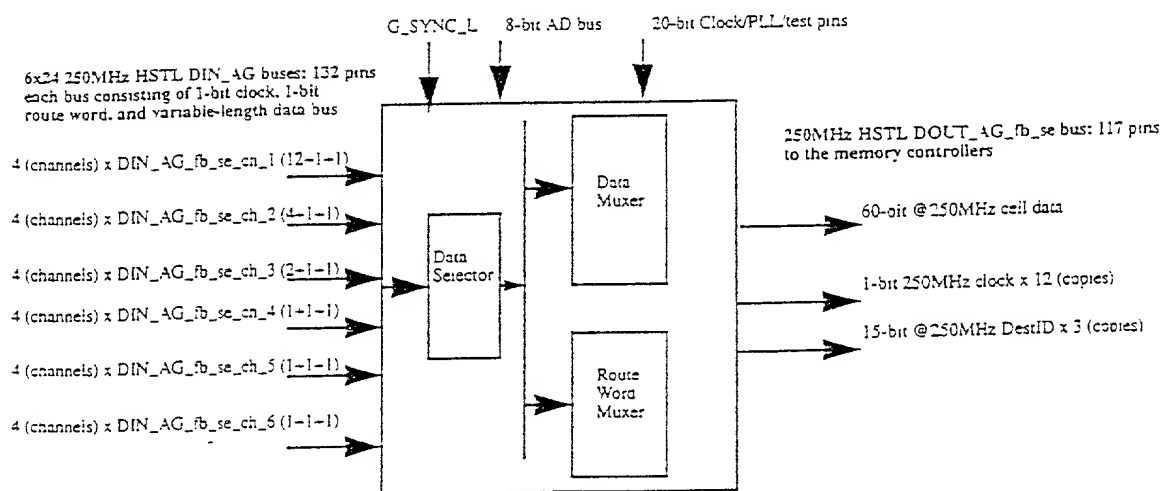 G_SYNC_L
8-bit AD bus
20-bit Clock/PLL/test pins
6x24 250MHz HSTL DIN_AG buses: 132 pins
each bus consisting of 1-bit clock, 1-bit
route word, and variable-length data bus
250MHz HSTL DOUT_AG_fb_se bus: 117 pins
to the memory controllers
4 (channels) x DIN_AG_fb_se_ch_1 (12+1+1)
4 (channels) x DIN_AG_fb_se_ch_2 (4+1+1)
4 (channels) x DIN_AG_fb_se_ch_3 (2+1+1)
4 (channels) x DIN_AG_fb_se_ch_4 (1+1+1)
4 (channels) x DIN_AG_fb_se_ch_5 (1+1+1)
4 (channels) x DIN_AG_fb_se_ch_6 (1+1+1)
Data
Selector
Data
Muxer
Route
Word
Muxer
60-bit @250MHz cell data
1-bit 250MHz clock x 12 (copies)
15-bit @250MHz DestID x 3 (copies)